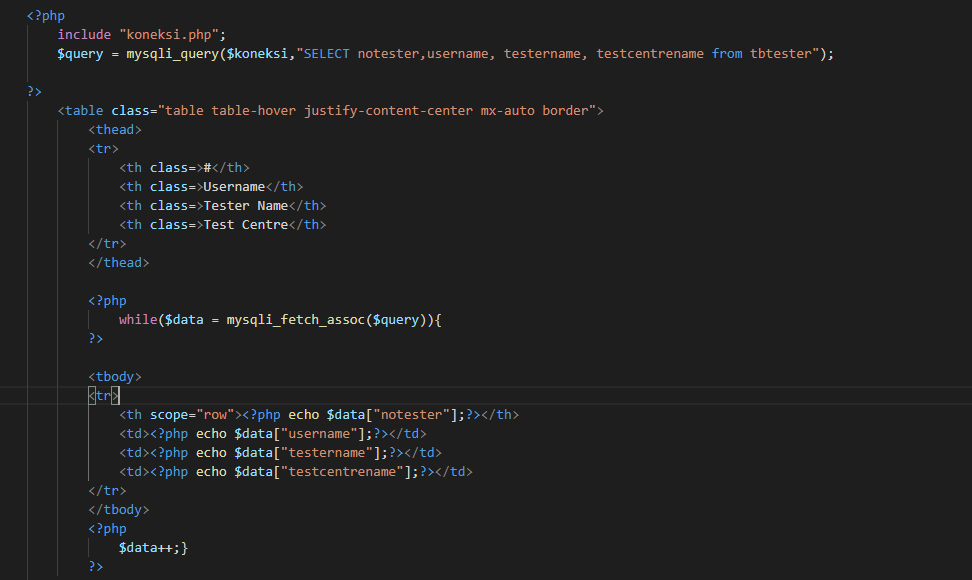 <?php
include "koneksi.php";
$query = mysqli_query($koneksi,"SELECT notester,username, testername, testcentrename from tbtester");
?>
<table class="table table-hover justify-content-center mx-auto border">
<thead>
<tr>
<th class=>#</th>
<th class=>Username</th>
<th class=>Tester Name</th>
<th class=>Test Centre</th>
</tr>
</thead>
<?php
while($data = mysqli_fetch_assoc($query)){
?>
<tbody>
<tr>
<th scope="row"><?php echo $data["notester"];?></th>
<td><?php echo $data["username"];?></td>
<td><?php echo $data["testername"];?></td>
<td><?php echo $data["testcentrename"];?></td>
</tr>
</tbody>
<?php
$data++;}
?>